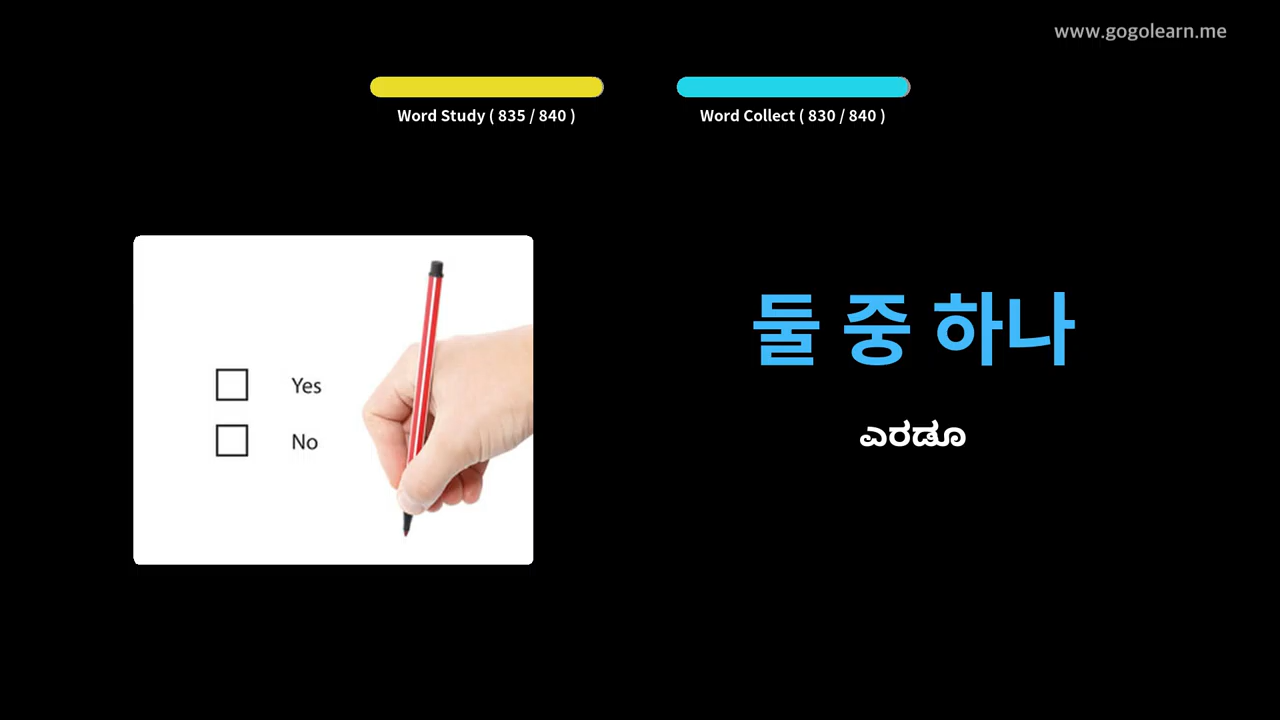 www.gogolearn.me
Word Study ( 835 / 840 )
Word Collect ( 830 / 840 )
Yes
No
둘 중 하나
ಎರಡೂ